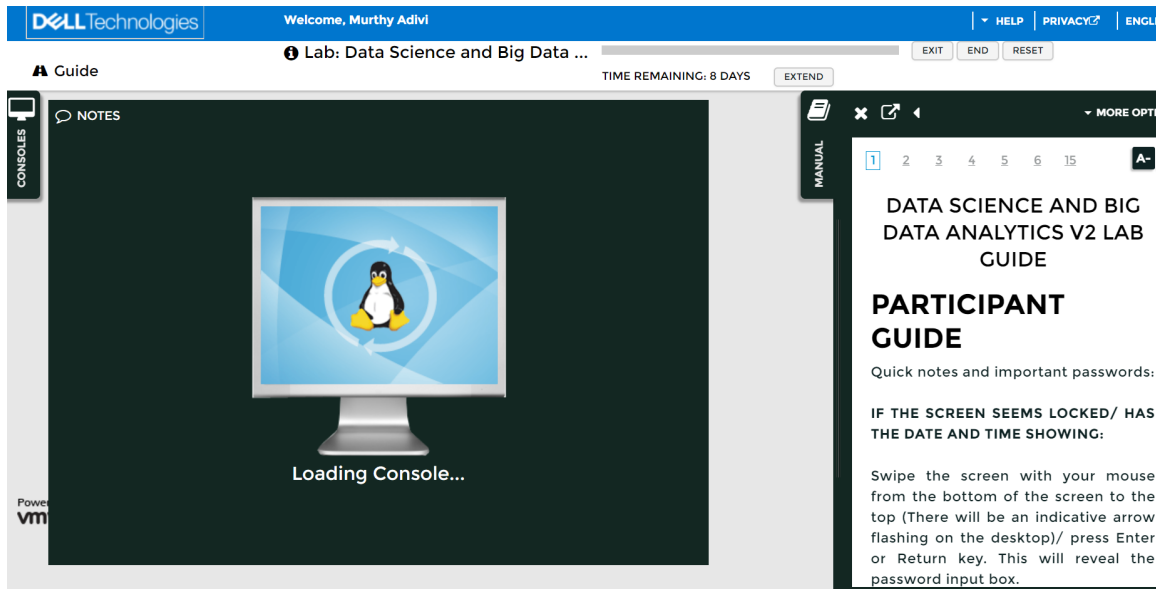 DELLTechnologies
Welcome, Murthy Adivi
HELP
PRIVACY
ENGLI
Guide
Lab: Data Science and Big Data ...
EXIT
END
RESET
TIME REMAINING: 8 DAYS
EXTEND
CONSOLES
NOTES
Loading Console...
Power
vm
MANUAL
MORE OPTI
1 2 3 4 5 6 15
A-
DATA SCIENCE AND BIG
DATA ANALYTICS V2 LAB
GUIDE
PARTICIPANT
GUIDE
Quick notes and important passwords:
IF THE SCREEN SEEMS LOCKED/ HAS
THE DATE AND TIME SHOWING:
Swipe the screen with your mouse
from the bottom of the screen to the
top (There will be an indicative arrow
flashing on the desktop)/ press Enter
or Return key. This will reveal the
password input box.